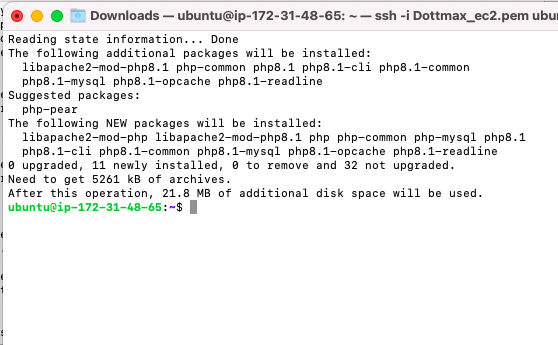 Downloads — ubuntu@ip-172-31-48-65: ~ — ssh -i Dottmax_ec2.pem ubun
Reading state information... Done
The following additional packages will be installed:
libapache2-mod-php8.1 php-common php8.1 php8.1-cli php8.1-common
php8.1-mysql php8.1-opcache php8.1-readline
Suggested packages:
php-pear
The following NEW packages will be installed:
libapache2-mod-php libapache2-mod-php8.1 php php-common php-mysql php8.1
php8.1-cli php8.1-common php8.1-mysql php8.1-opcache php8.1-readline
0 upgraded, 11 newly installed, 0 to remove and 32 not upgraded.
Need to get 5261 kB of archives.
After this operation, 21.8 MB of additional disk space will be used.
ubuntu@ip-172-31-48-65:~$